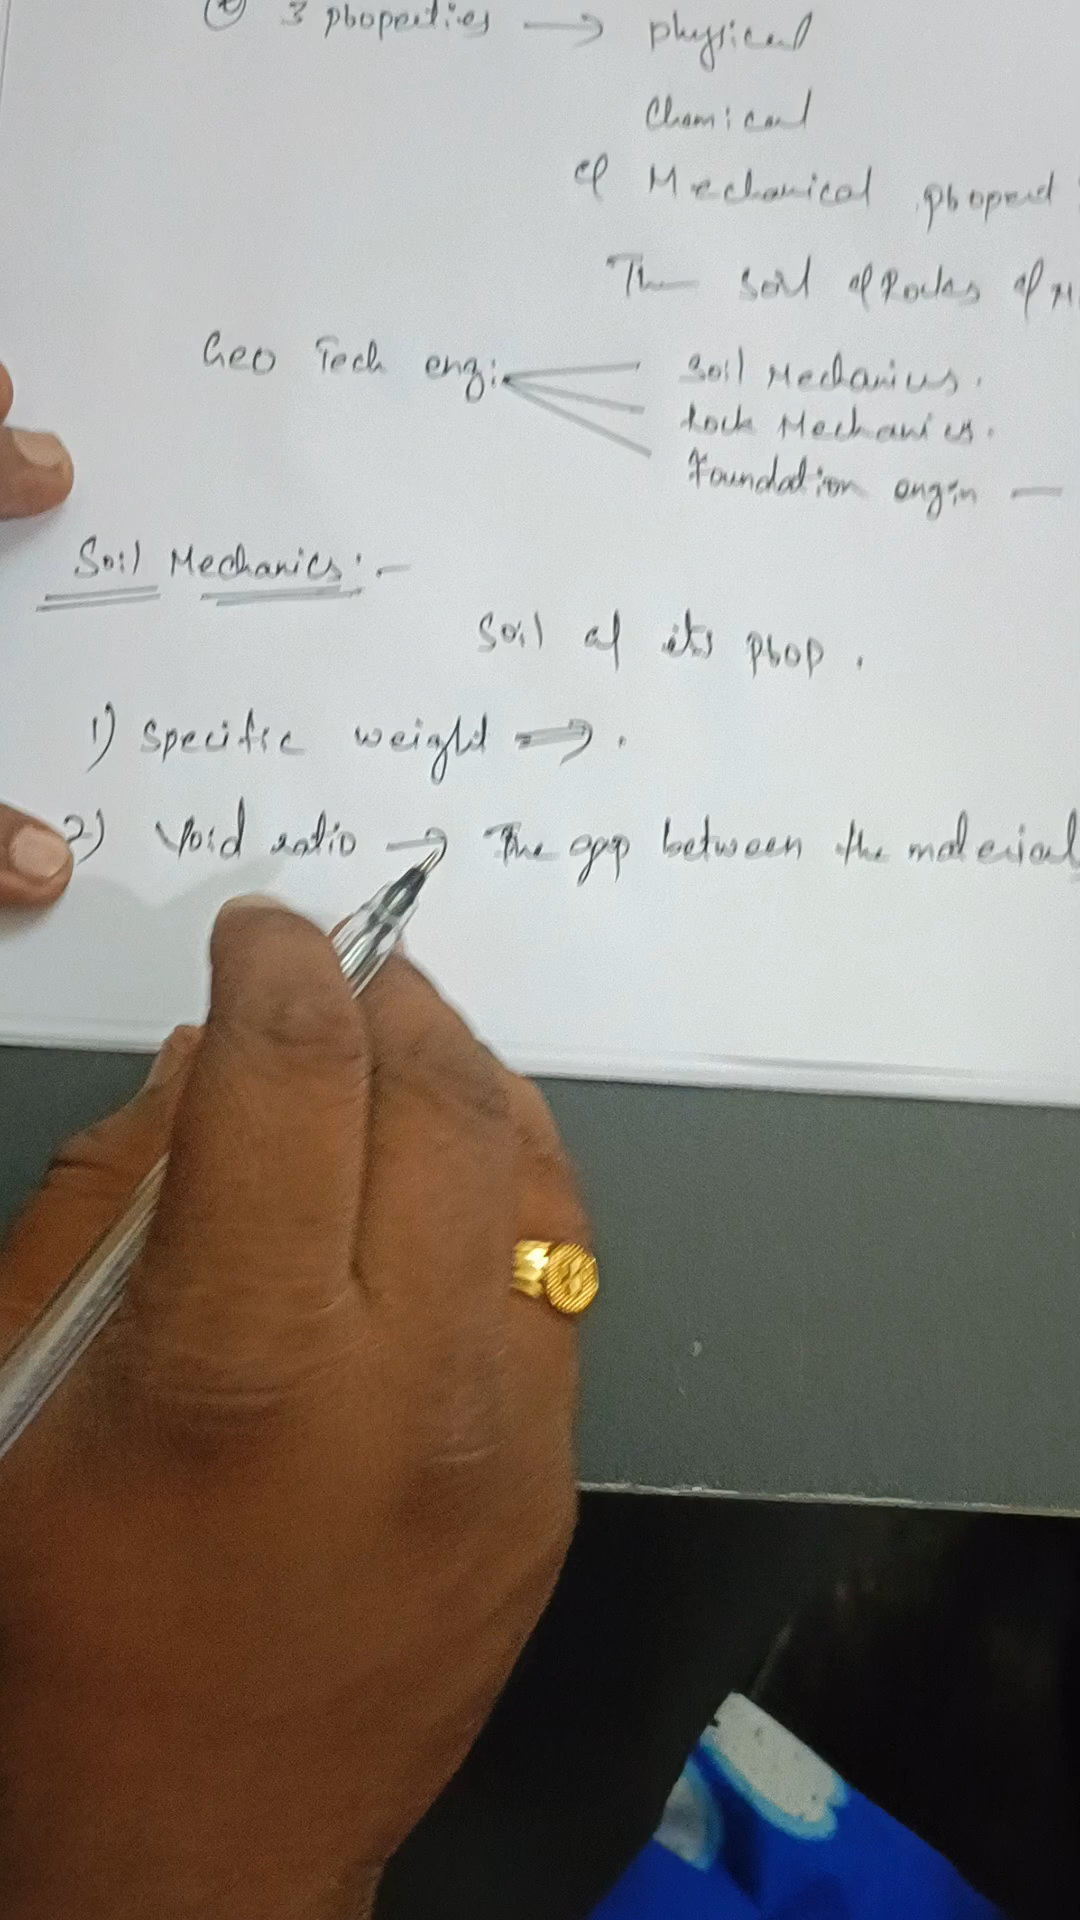 3 properties → physical
Chemical
& Mechanical
The soil & Rocks &
Geo Tech engi
Soil Mechanics.
Rock Mechanics.
Foundation engin —
Soil Mechanics :-
Soil & its prop.
1) Specific weight ⇒.
2) Void ratio → The gap between the material